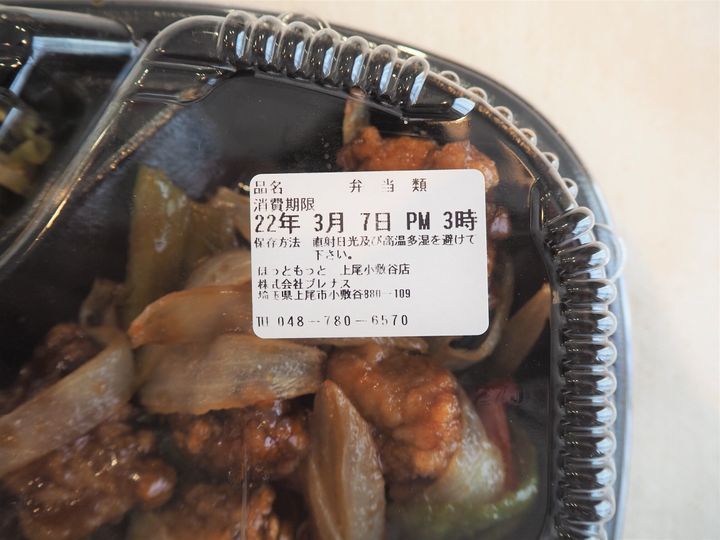 品名 弁当類
消費期限
22年 3月 7日 PM 3時
保存方法 直射日光及び高温多湿を避けて
下さい。
ほっともっと 上尾小敷谷店
株式会社プレナス
埼玉県上尾市小敷谷880-109
TEL 048-780-6570